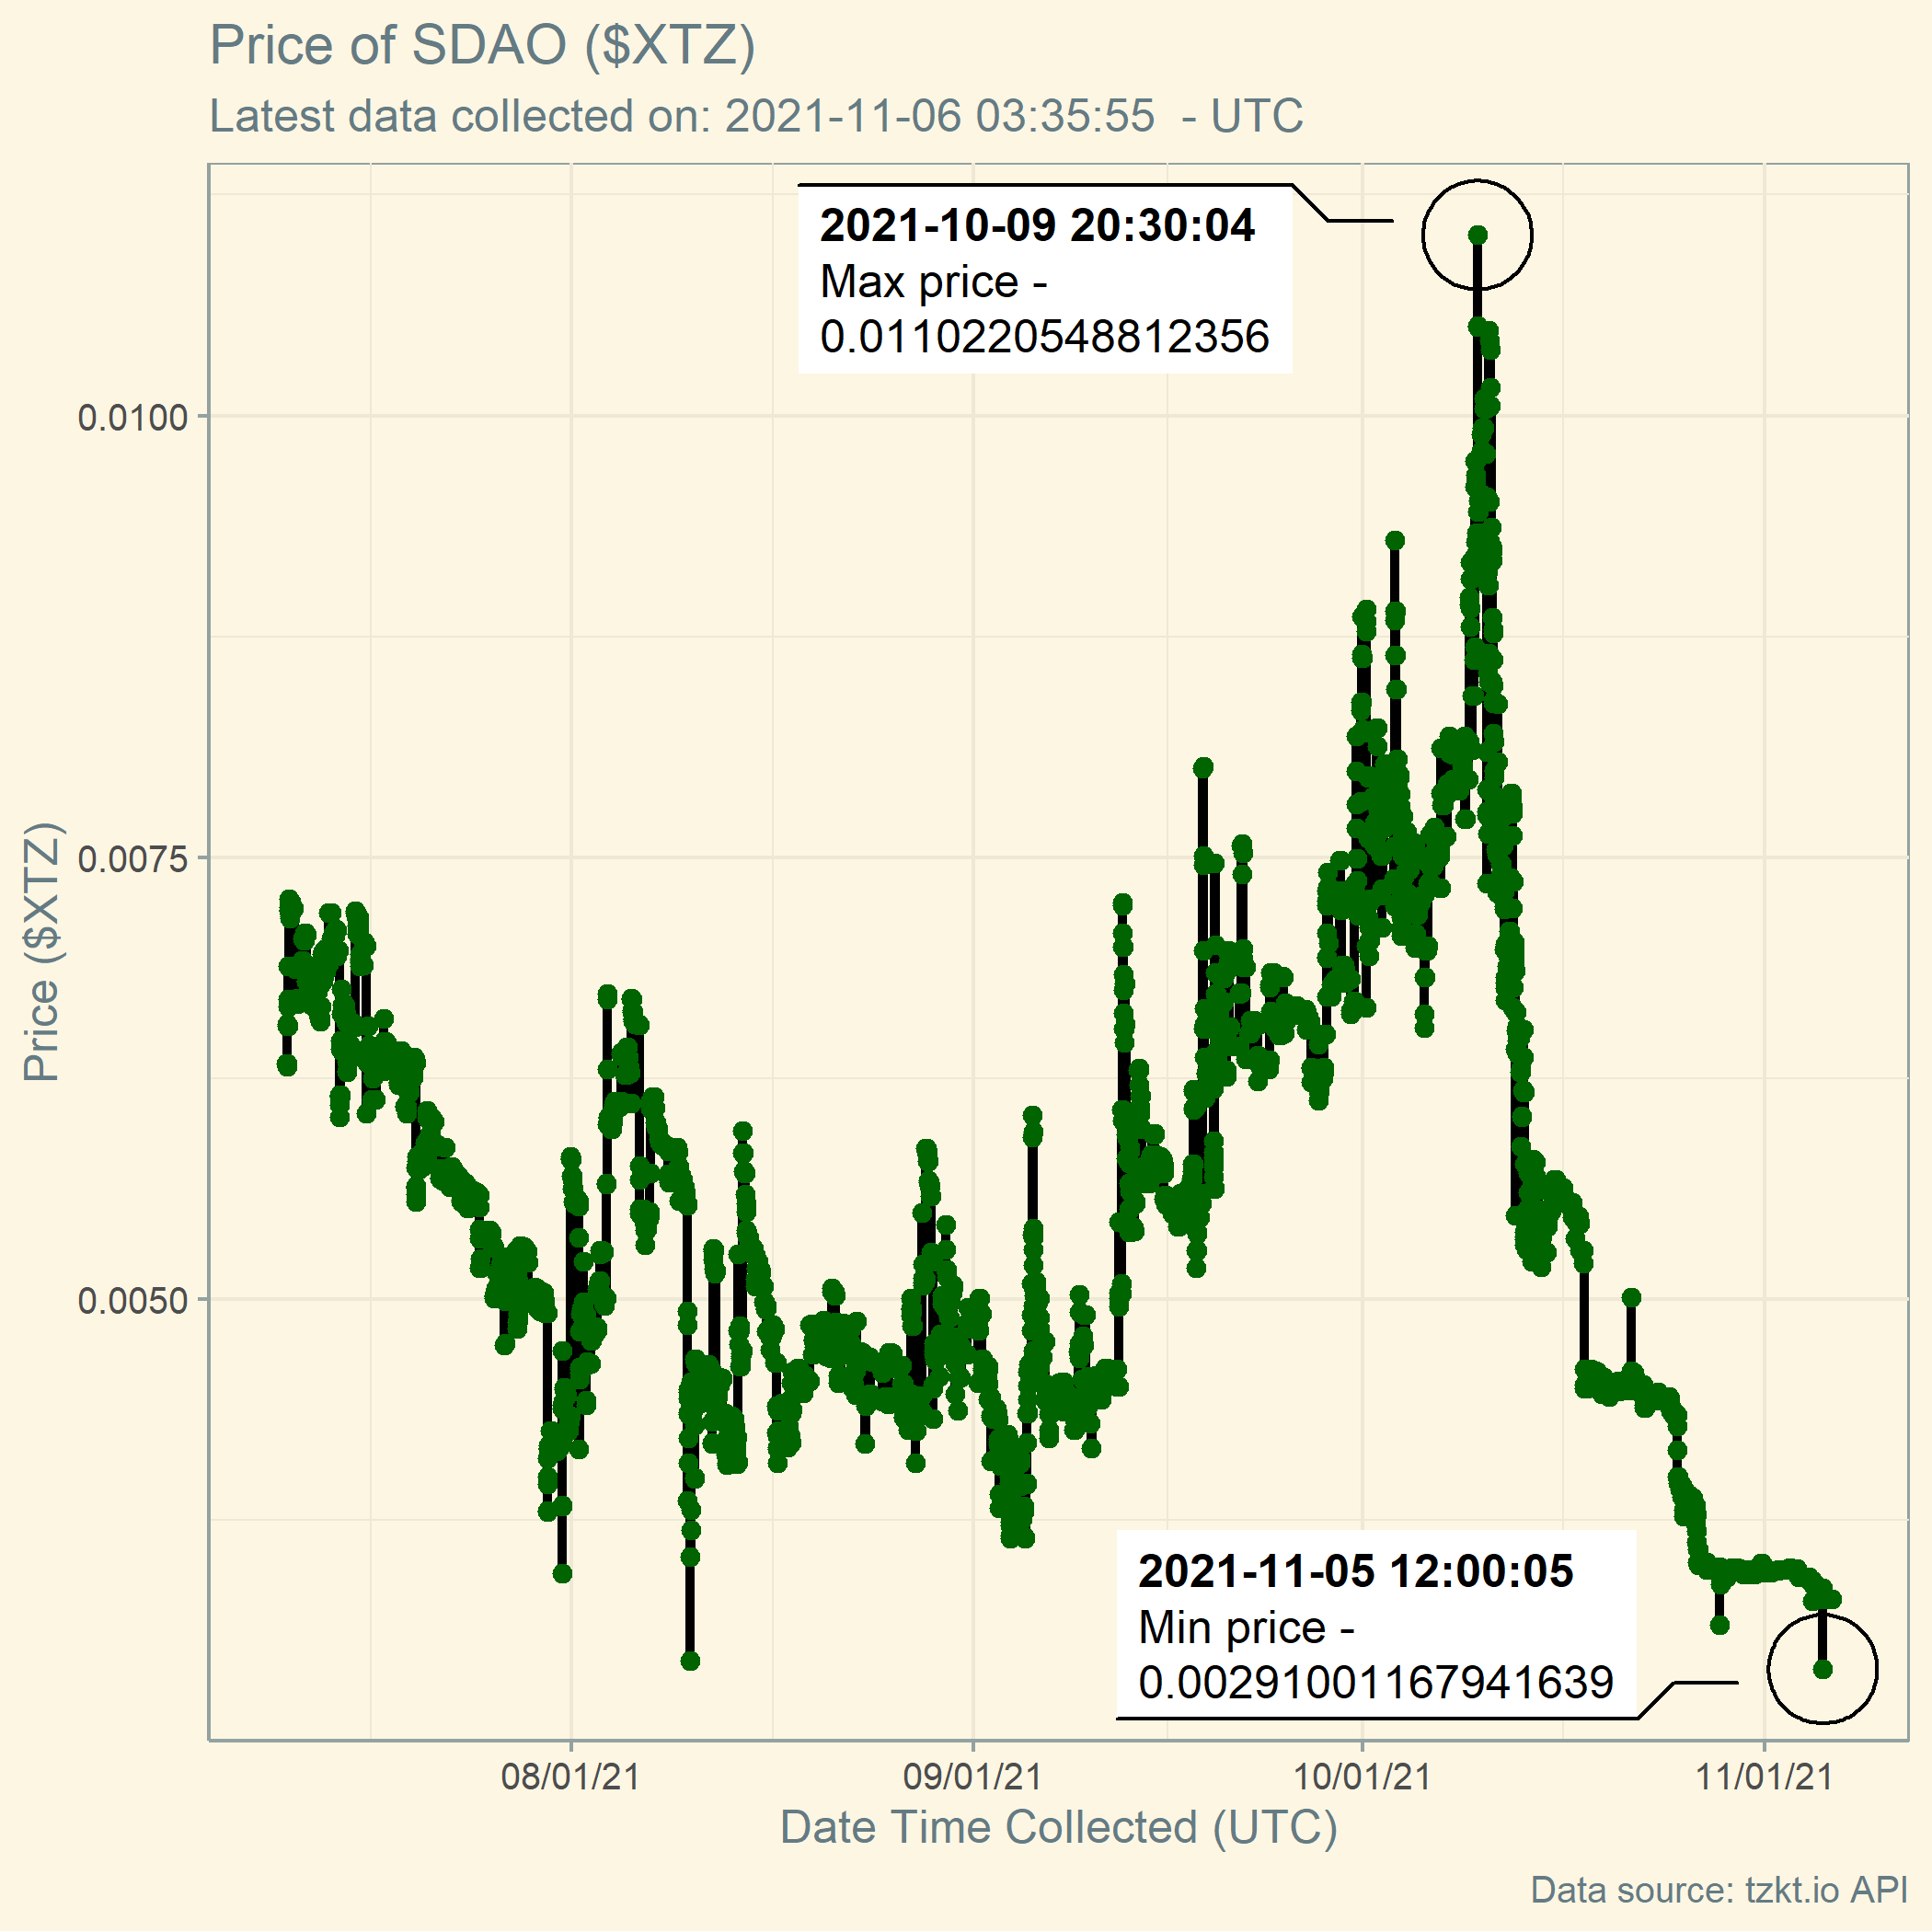 Price of SDAO ($XTZ)
Latest data collected on: 2021-11-06 03:35:55  - UTC
2021-10-09 20:30:04
Max price -
0.0110220548812356
0.0100
0.0075
0.0050
Price ($XTZ)
2021-11-05 12:00:05
Min price -
0.00291001167941639
08/01/21
09/01/21
10/01/21
11/01/21
Date Time Collected (UTC)
Data source: tzkt.io API